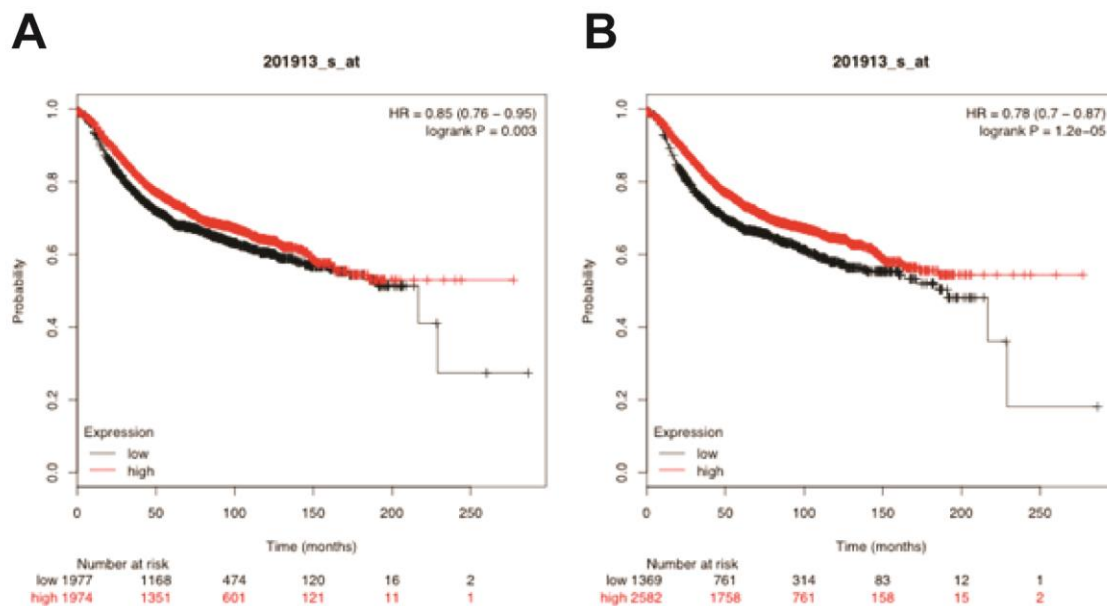 A
201913_s_at
HR = 0.85 (0.76 − 0.95)
logrank P = 0.003
Probability
1.0
0.8
0.6
0.4
0.2
0.0
Expression
low
high
0 50 100 150 200 250
Time (months)
Number at risk
low 1977 1168 474 120 16 2
high 1974 1351 601 121 11 1
B
201913_s_at
HR = 0.78 (0.7 − 0.87)
logrank P = 1.2e−05
Probability
1.0
0.8
0.6
0.4
0.2
0.0
Expression
low
high
0 50 100 150 200 250
Time (months)
Number at risk
low 1369 761 314 83 12 1
high 2582 1758 761 158 15 2